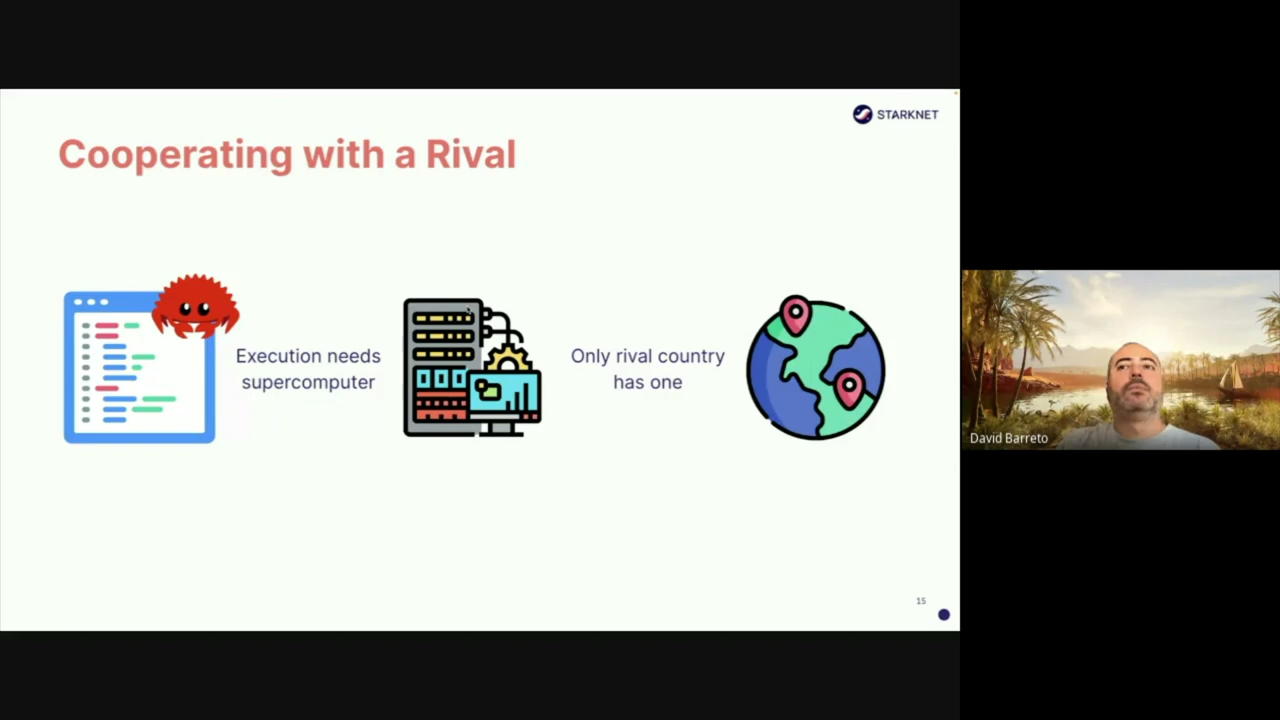 STARKNET
Cooperating with a Rival
Execution needs
supercomputer
Only rival country
has one
15
David Barreto